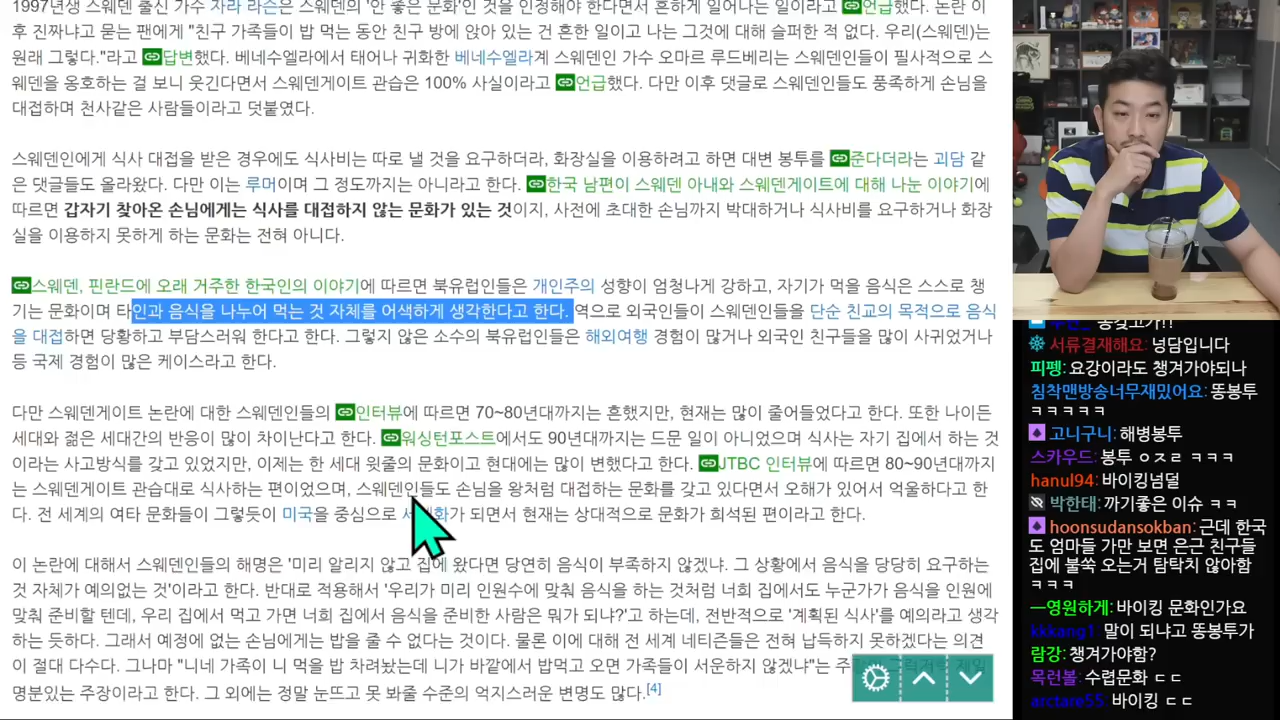 1997년생 스웨덴 출신 가수 자라 라슨은 스웨덴의 '안 좋은 문화'인 것을 인정해야 한다면서 흔하게 일어나는 일이라고 언급했다. 논란 이
후 진짜냐고 묻는 팬에게 "친구 가족들이 밥 먹는 동안 친구 방에 앉아 있는 건 흔한 일이고 나는 그것에 대해 슬퍼한 적 없다. 우리(스웨덴)는
원래 그렇다."라고 답변했다. 베네수엘라에서 태어나 귀화한 베네수엘라계 스웨덴인 가수 오마르 루드베리는 스웨덴인들이 필사적으로 스
웨덴을 옹호하는 걸 보니 웃긴다면서 스웨덴게이트 관습은 100% 사실이라고 언급했다. 다만 이후 댓글로 스웨덴인들도 풍족하게 손님을
대접하며 천사같은 사람들이라고 덧붙였다.
스웨덴인에게 식사 대접을 받은 경우에도 식사비는 따로 낼 것을 요구하더라, 화장실을 이용하려고 하면 대변 봉투를 준다더라는 괴담 같
은 댓글들도 올라왔다. 다만 이는 루머이며 그 정도까지는 아니라고 한다. 한국 남편이 스웨덴 아내와 스웨덴게이트에 대해 나눈 이야기에
따르면 갑자기 찾아온 손님에게는 식사를 대접하지 않는 문화가 있는 것이지, 사전에 초대한 손님까지 박대하거나 식사비를 요구하거나 화장
실을 이용하지 못하게 하는 문화는 전혀 아니다.
스웨덴, 핀란드에 오래 거주한 한국인의 이야기에 따르면 북유럽인들은 개인주의 성향이 엄청나게 강하고, 자기가 먹을 음식은 스스로 챙
기는 문화이며 타인과 음식을 나누어 먹는 것 자체를 어색하게 생각한다고 한다. 역으로 외국인들이 스웨덴인들을 단순 친교의 목적으로 음식
을 대접하면 당황하고 부담스러워 한다고 한다. 그렇지 않은 소수의 북유럽인들은 해외여행 경험이 많거나 외국인 친구들을 많이 사귀었거나
등 국제 경험이 많은 케이스라고 한다.
다만 스웨덴게이트 논란에 대한 스웨덴인들의 인터뷰에 따르면 70~80년대까지는 흔했지만, 현재는 많이 줄어들었다고 한다. 또한 나이든
세대와 젊은 세대간의 반응이 많이 차이난다고 한다. 워싱턴포스트에서도 90년대까지는 드문 일이 아니었으며 식사는 자기 집에서 하는 것
이라는 사고방식를 갖고 있었지만, 이제는 한 세대 윗줄의 문화이고 현대에는 많이 변했다고 한다. JTBC 인터뷰에 따르면 80~90년대까지
는 스웨덴게이트 관습대로 식사하는 편이었으며, 스웨덴인들도 손님을 왕처럼 대접하는 문화를 갖고 있다면서 오해가 있어서 억울하다고 한
다. 전 세계의 여타 문화들이 그렇듯이 미국을 중심으로 가 되면서 현재는 상대적으로 문화가 희석된 편이라고 한다.
이 논란에 대해서 스웨덴인들의 해명은 '미리 알리지 않고 집에 왔다면 당연히 음식이 부족하지 않겠냐. 그 상황에서 음식을 당당히 요구하는
것 자체가 예의없는 것'이라고 한다. 반대로 적용해서 '우리가 미리 인원수에 맞춰 음식을 하는 것처럼 너희 집에서도 누군가가 음식을 인원에
맞춰 준비할 텐데, 우리 집에서 먹고 가면 너희 집에서 음식을 준비한 사람은 뭐가 되냐?'고 하는데, 전반적으로 '계획된 식사'를 예의라고 생각
하는 듯하다. 그래서 예정에 없는 손님에게는 밥을 줄 수 없다는 것이다. 물론 이에 대해 전 세계 네티즌들은 전혀 납득하지 못하겠다는 의견
이 절대 다수다. 그나마 "니네 가족이 니 먹을 밥 차려놨는데 니가 바깥에서 밥먹고 오면 가족들이 서운하지 않겠냐"는
명분있는 주장이라고 한다. 그 외에는 정말 눈뜨고 못 봐줄 수준의 억지스러운 변명도 많다.[4]
서류결재해요: 넝담입니다
피펭: 요강이라도 챙겨가야되나
침착맨방송너무재밌어요: 똥봉투
ㅋㅋㅋㅋㅋ
고니구니: 해병봉투
스카우드: 봉투 ㅇㅈㄹ ㅋㅋㅋ
hanul94: 바이킹넘덜
박한태: 까기좋은 이슈 ㅋㅋ
hoonsudansokban: 근데 한국
도 엄마들 가만 보면 은근 친구들
집에 불쑥 오는거 탐탁치 않아함
ㅋㅋㅋ
一영원하게: 바이킹 문화인가요
kkkang1: 말이 되냐고 똥봉투가
람강: 챙겨가야함?
목련볼: 수렵문화 ㄷㄷ
arctare55: 바이킹 ㄷㄷ